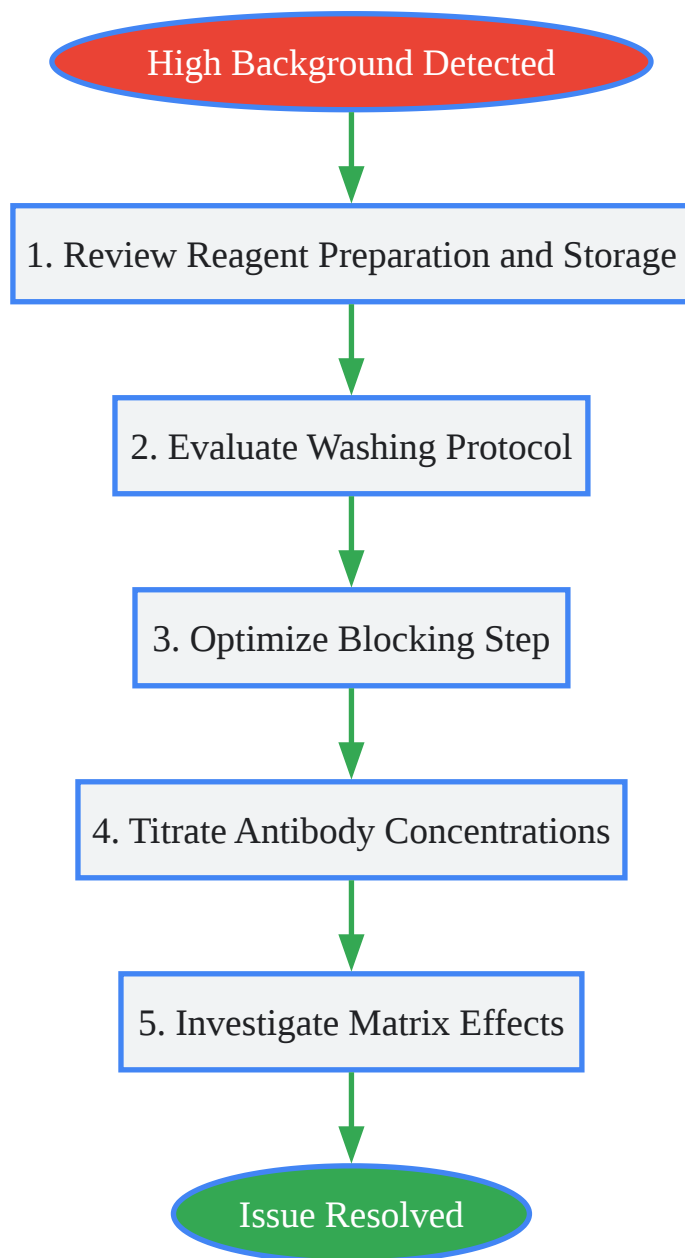 High Background Detected
1. Review Reagent Preparation and Storage
2. Evaluate Washing Protocol
3. Optimize Blocking Step
4. Titrate Antibody Concentrations
5. Investigate Matrix Effects
Issue Resolved